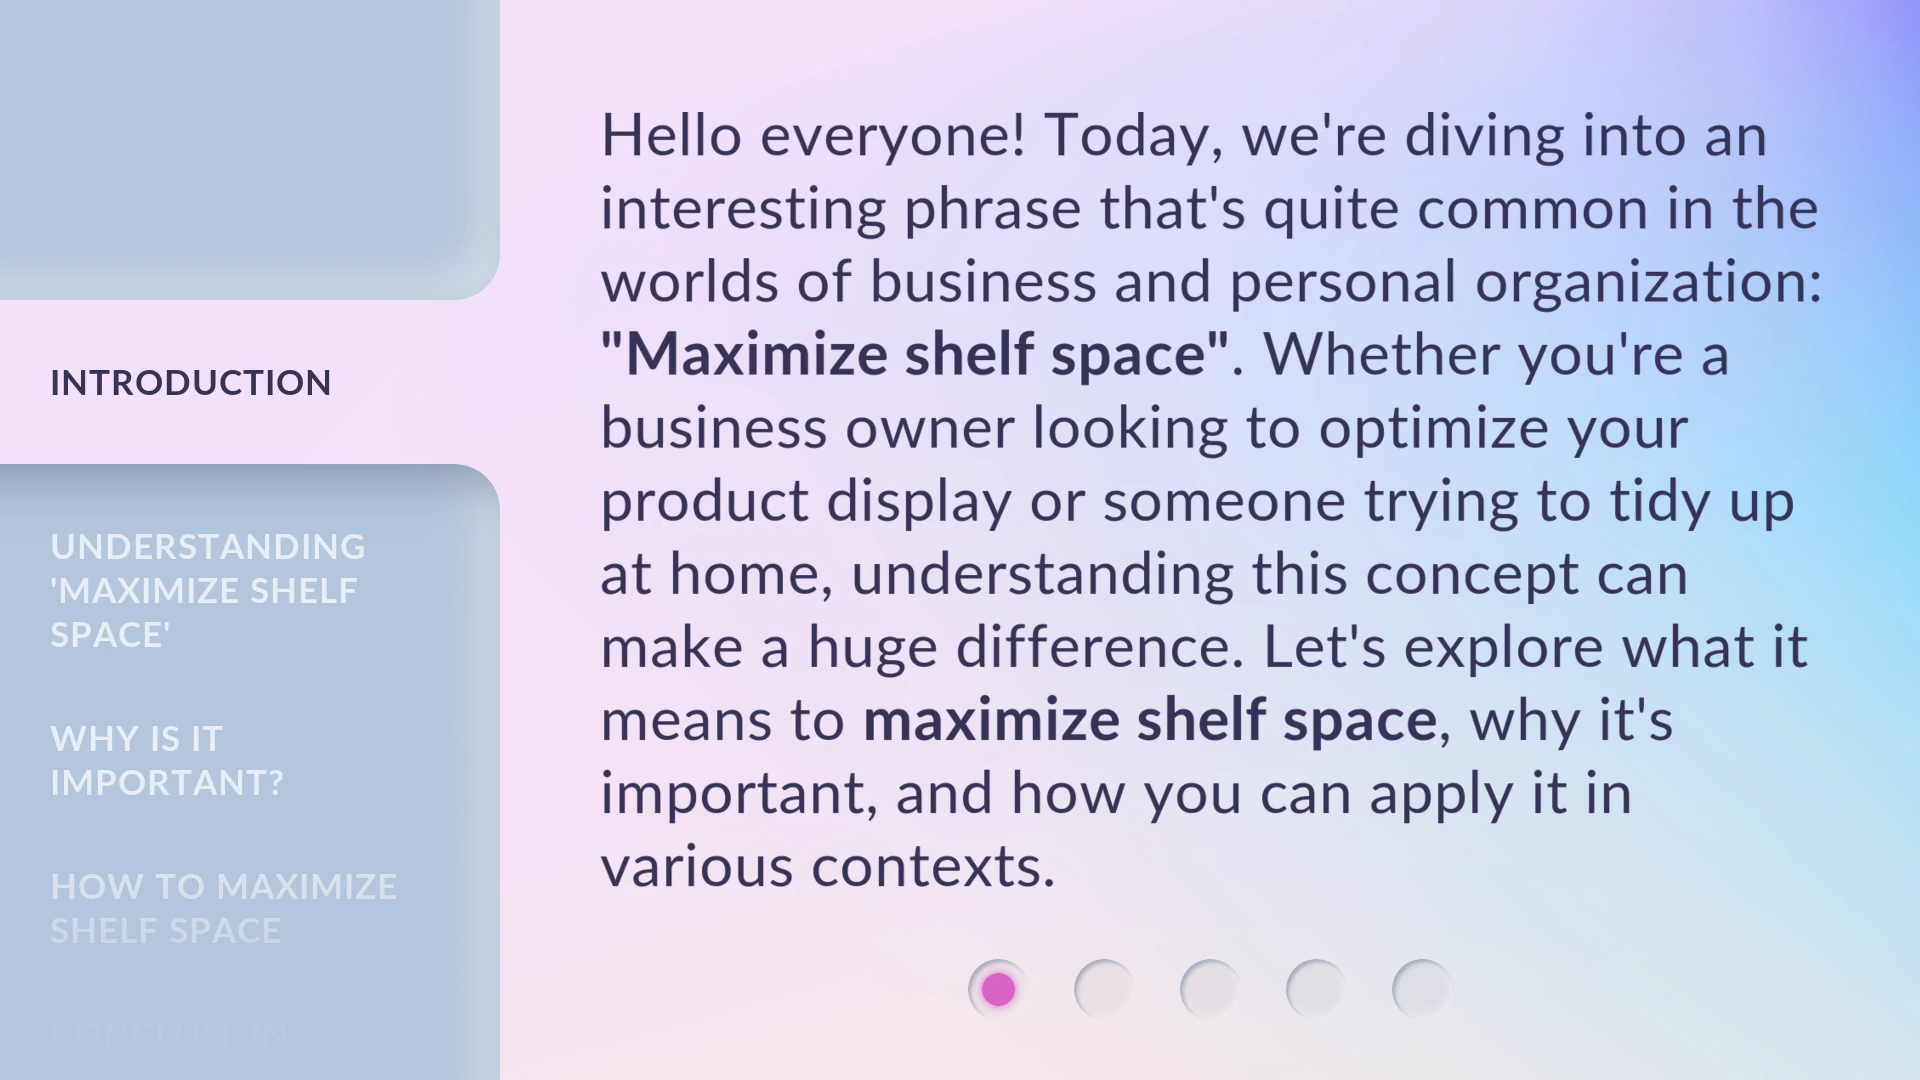 INTRODUCTION
UNDERSTANDING
'MAXIMIZE SHELF
SPACE'
WHY IS IT
IMPORTANT?
HOW TO MAXIMIZE
SHELF SPACE
CONCLUSION
Hello everyone! Today, we're diving into an
interesting phrase that's quite common in the
worlds of business and personal organization:
"Maximize shelf space". Whether you're a
business owner looking to optimize your
product display or someone trying to tidy up
at home, understanding this concept can
make a huge difference. Let's explore what it
means to maximize shelf space, why it's
important, and how you can apply it in
various contexts.